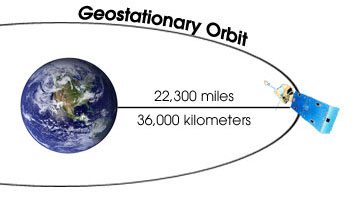 Geostationary Orbit
22,300 miles
36,000 kilometers